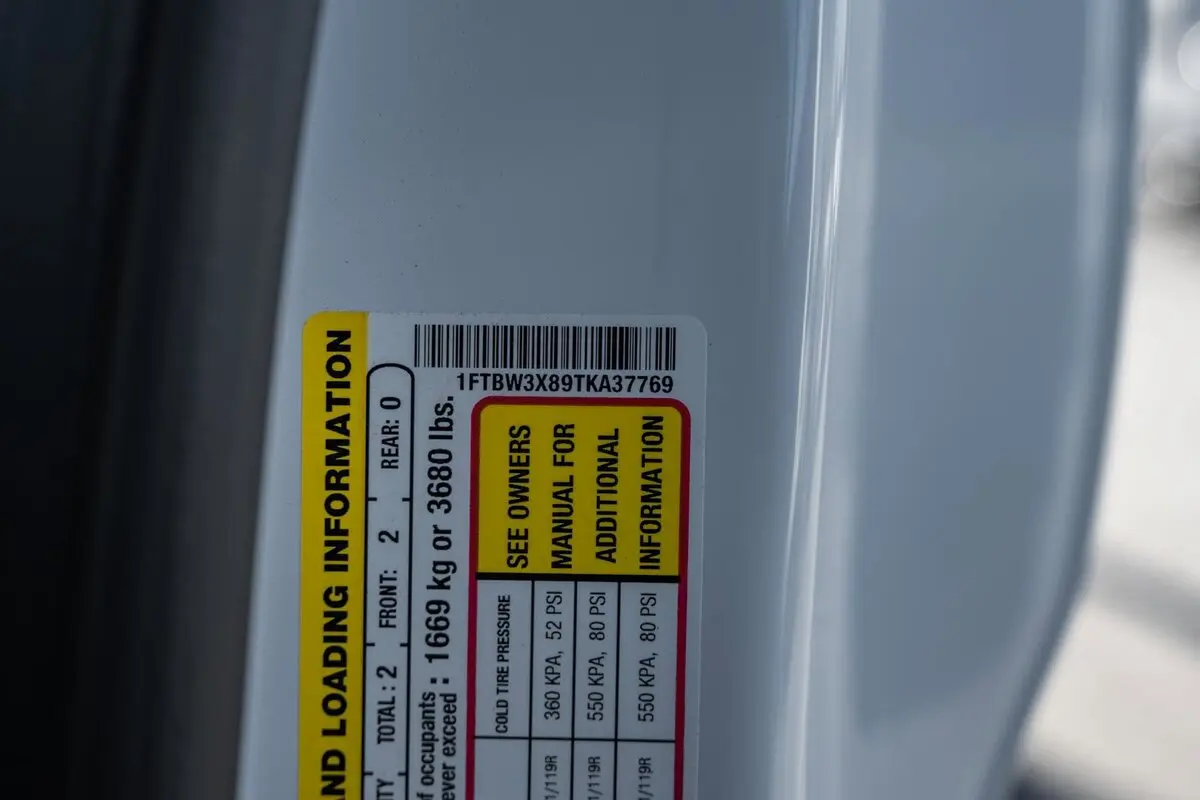 1FTBW3X89TKA37769
AND LOADING INFORMATION
TOTAL : 2 FRONT: 2 REAR: 0
of occupants
ever exceed : 1669 kg or 3680 lbs.
COLD TIRE PRESSURE
360 KPA, 52 PSI
550 KPA, 80 PSI
550 KPA, 80 PSI
SEE OWNERS
MANUAL FOR
ADDITIONAL
INFORMATION
/119R
/119R
/119R